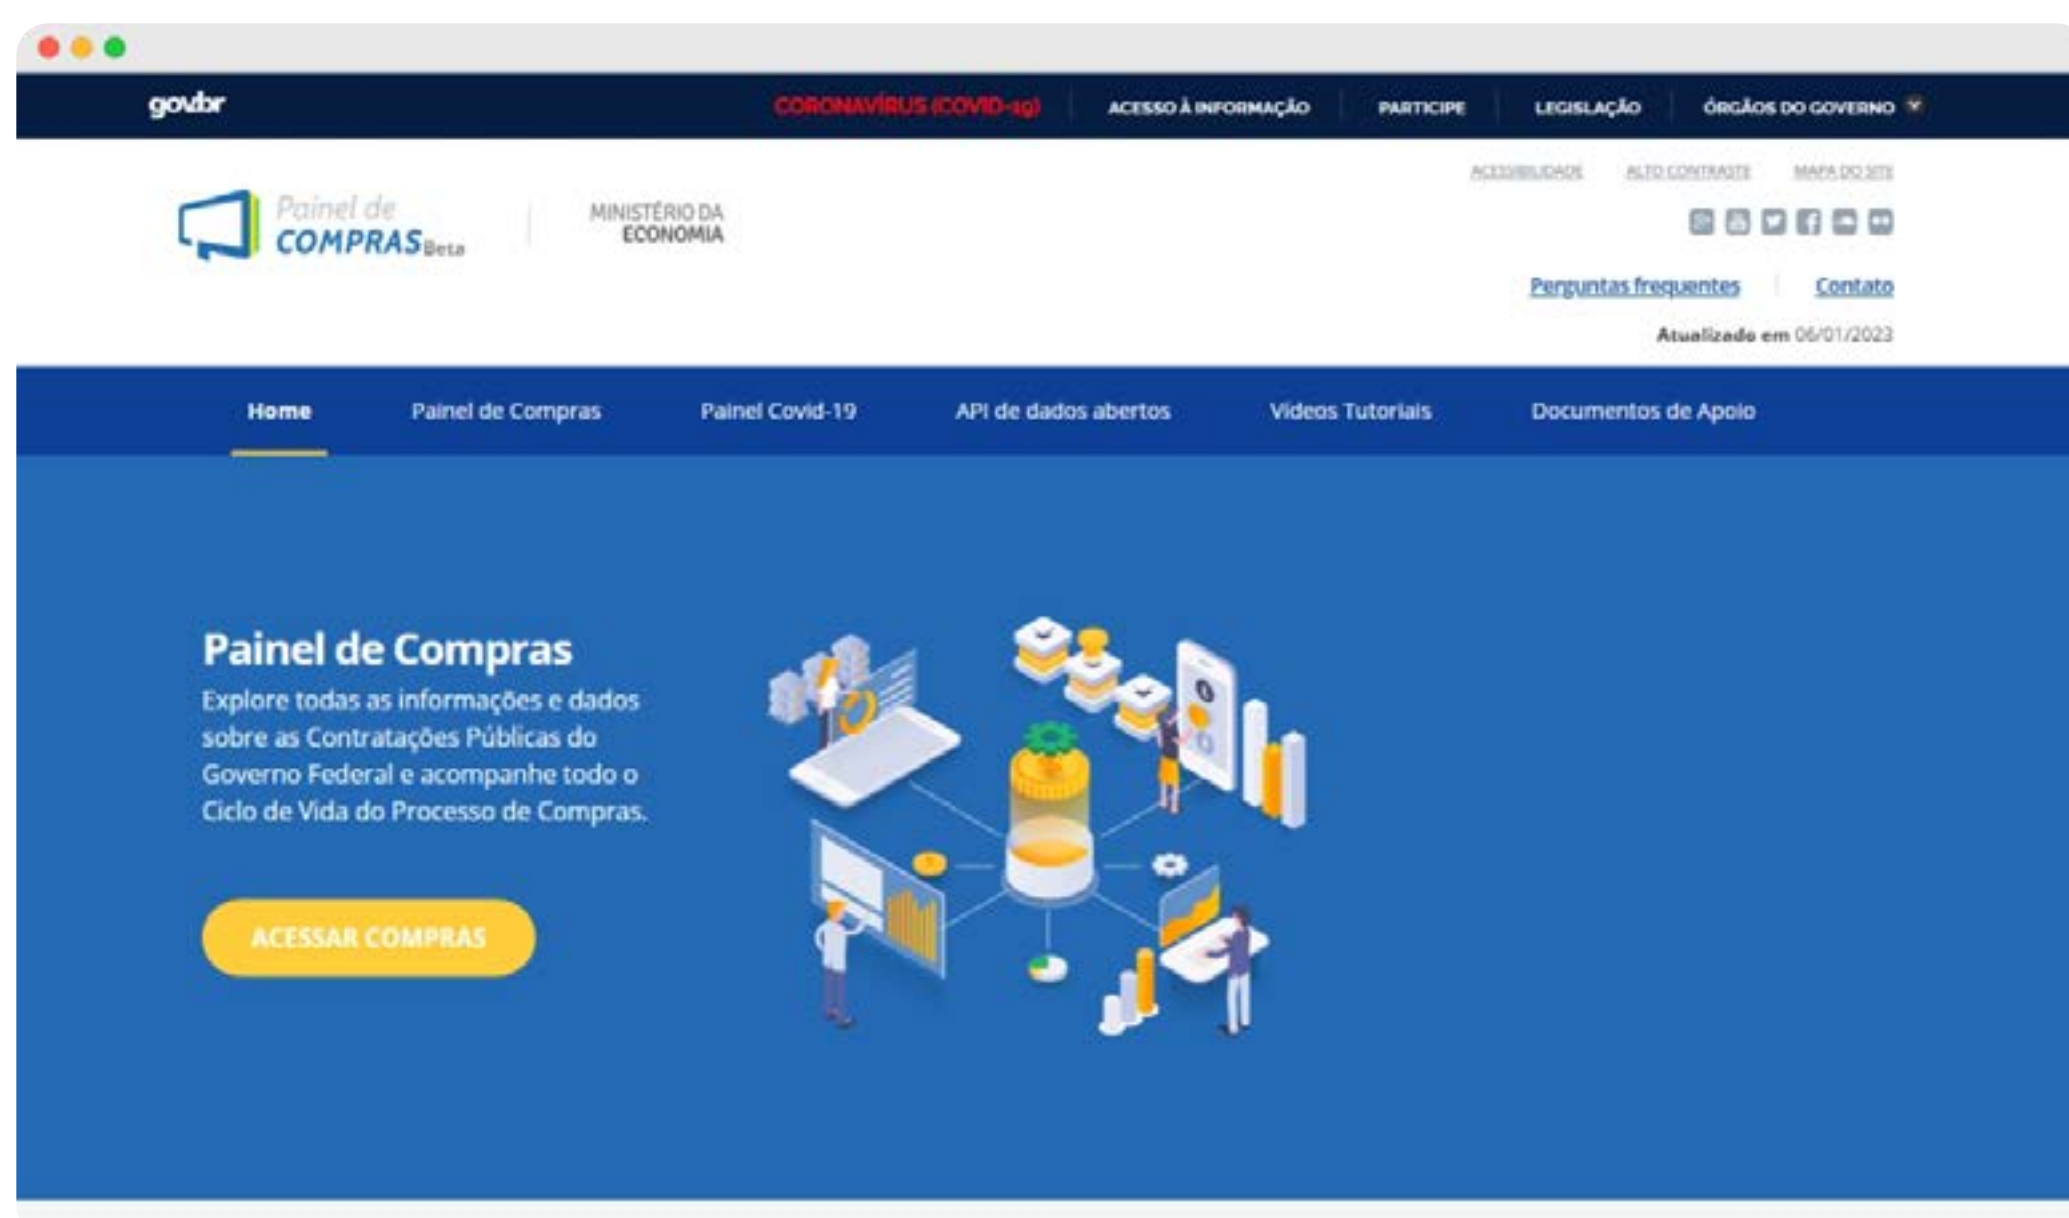 govbr
CORONAVÍRUS (COVID-19)
ACESSO À INFORMAÇÃO
PARTICIPE
LEGISLAÇÃO
ÓRGÃOS DO GOVERNO
ACESSIBILIDADE
ALTO CONTRASTE
MAPA DO SITE
Painel de
COMPRAS Beta
MINISTÉRIO DA
ECONOMIA
Perguntas frequentes
Contato
Atualizado em 06/01/2023
Home
Painel de Compras
Painel Covid-19
API de dados abertos
Vídeos Tutoriais
Documentos de Apoio
Painel de Compras
Explore todas as informações e dados
sobre as Contratações Públicas do
Governo Federal e acompanhe todo o
Ciclo de Vida do Processo de Compras.
ACESSAR COMPRAS